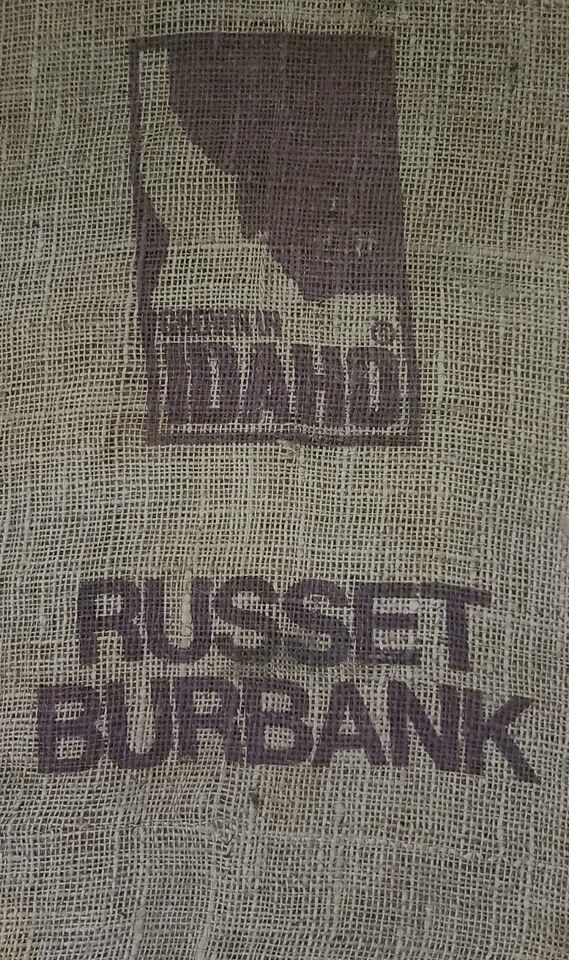 GROWN IN
IDAHO®
RUSSET
BURBANK